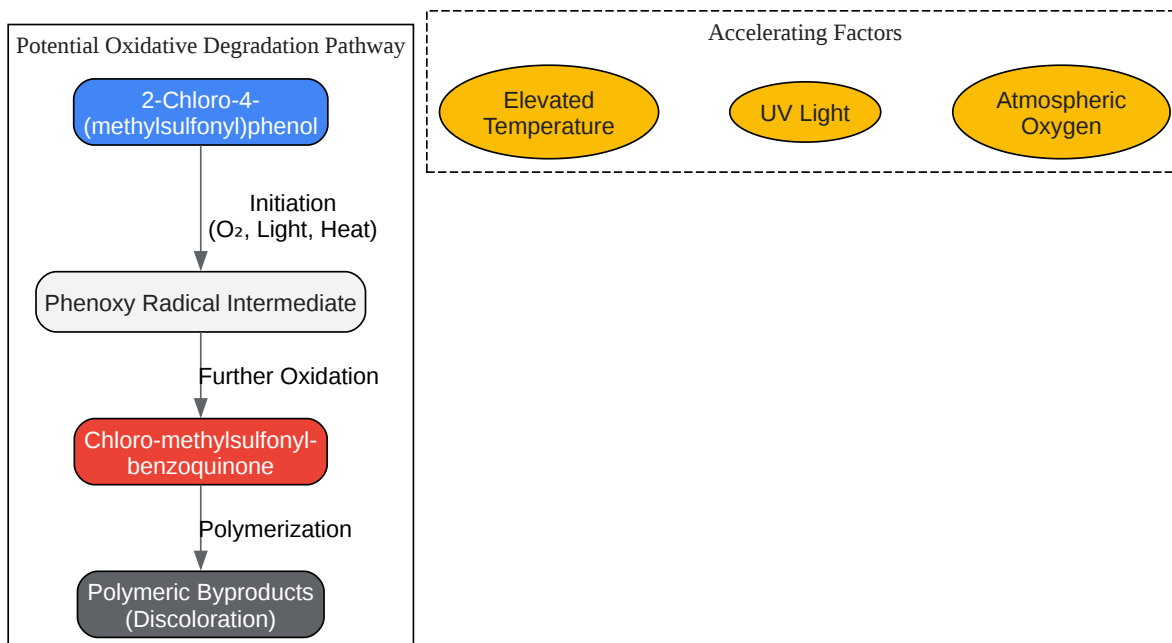 Potential Oxidative Degradation Pathway
2-Chloro-4-
(methylsulfonyl)phenol
Initiation
(O₂, Light, Heat)
Phenoxy Radical Intermediate
Further Oxidation
Chloro-methylsulfonyl-
benzoquinone
Polymerization
Polymeric Byproducts
(Discoloration)
Accelerating Factors
Elevated
Temperature
UV Light
Atmospheric
Oxygen